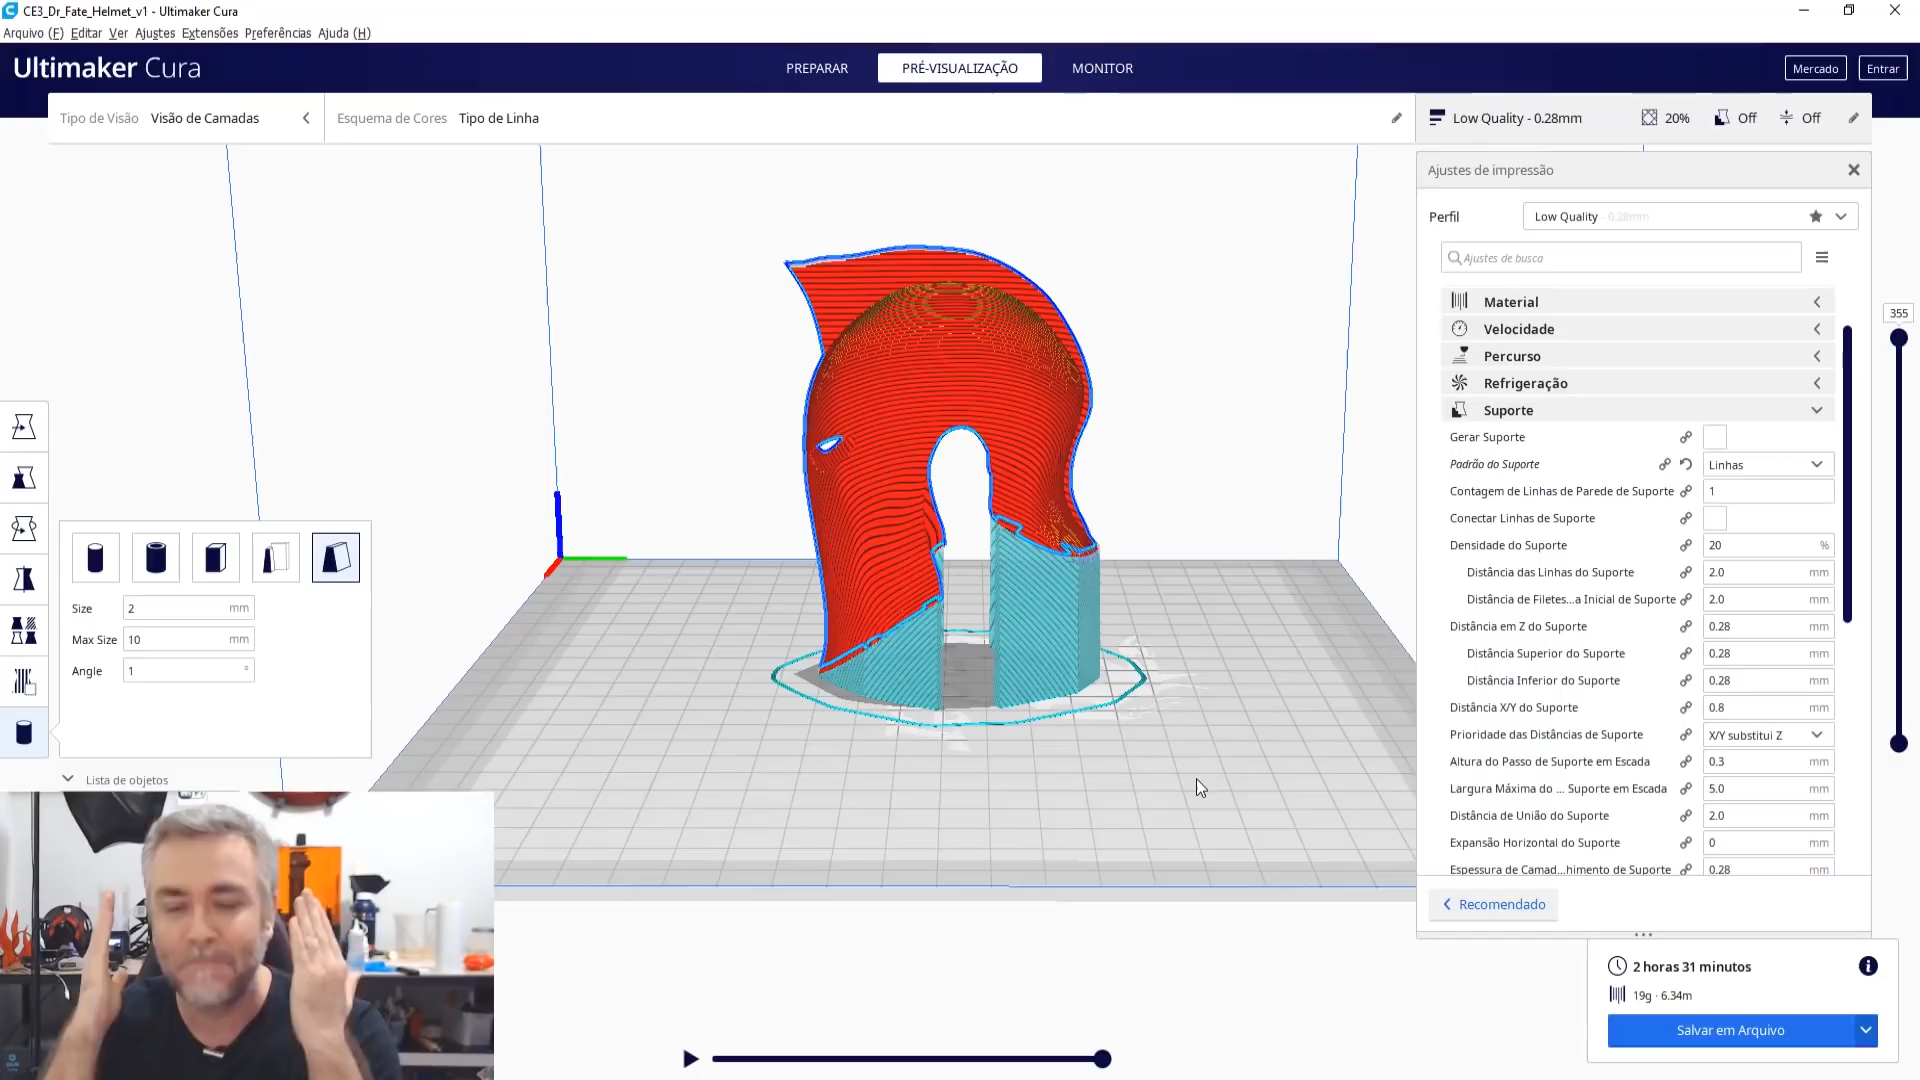 CE3_Dr_Fate_Helmet_v1 - Ultimaker Cura
Arquivo (F) Editar Ver Ajustes Extensões Preferências Ajuda (H)
Ultimaker Cura
PREPARAR
PRÉ-VISUALIZAÇÃO
MONITOR
Mercado
Entrar
Tipo de Visão Visão de Camadas
Esquema de Cores Tipo de Linha
Low Quality - 0.28mm
20%
Off
Off
Ajustes de impressão
Perfil
Low Quality - 0.28mm
Ajustes de busca
Material
Velocidade
Percurso
Refrigeração
Suporte
Gerar Suporte
Padrão do Suporte Linhas
Contagem de Linhas de Parede de Suporte 1
Conectar Linhas de Suporte
Densidade do Suporte 20 %
Distância das Linhas do Suporte 2.0 mm
Distância de Filetes...a Inicial de Suporte 2.0 mm
Distância em Z do Suporte 0.28 mm
Distância Superior do Suporte 0.28 mm
Distância Inferior do Suporte 0.28 mm
Distância X/Y do Suporte 0.8 mm
Prioridade das Distâncias de Suporte X/Y substitui Z
Altura do Passo de Suporte em Escada 0.3 mm
Largura Máxima do ... Suporte em Escada 5.0 mm
Distância de União do Suporte 2.0 mm
Expansão Horizontal do Suporte 0 mm
Espessura de Camad...himento de Suporte 0.28 mm
Recomendado
355
Size 2 mm
Max Size 10 mm
Angle 1 °
Lista de objetos
2 horas 31 minutos
19g · 6.34m
Salvar em Arquivo